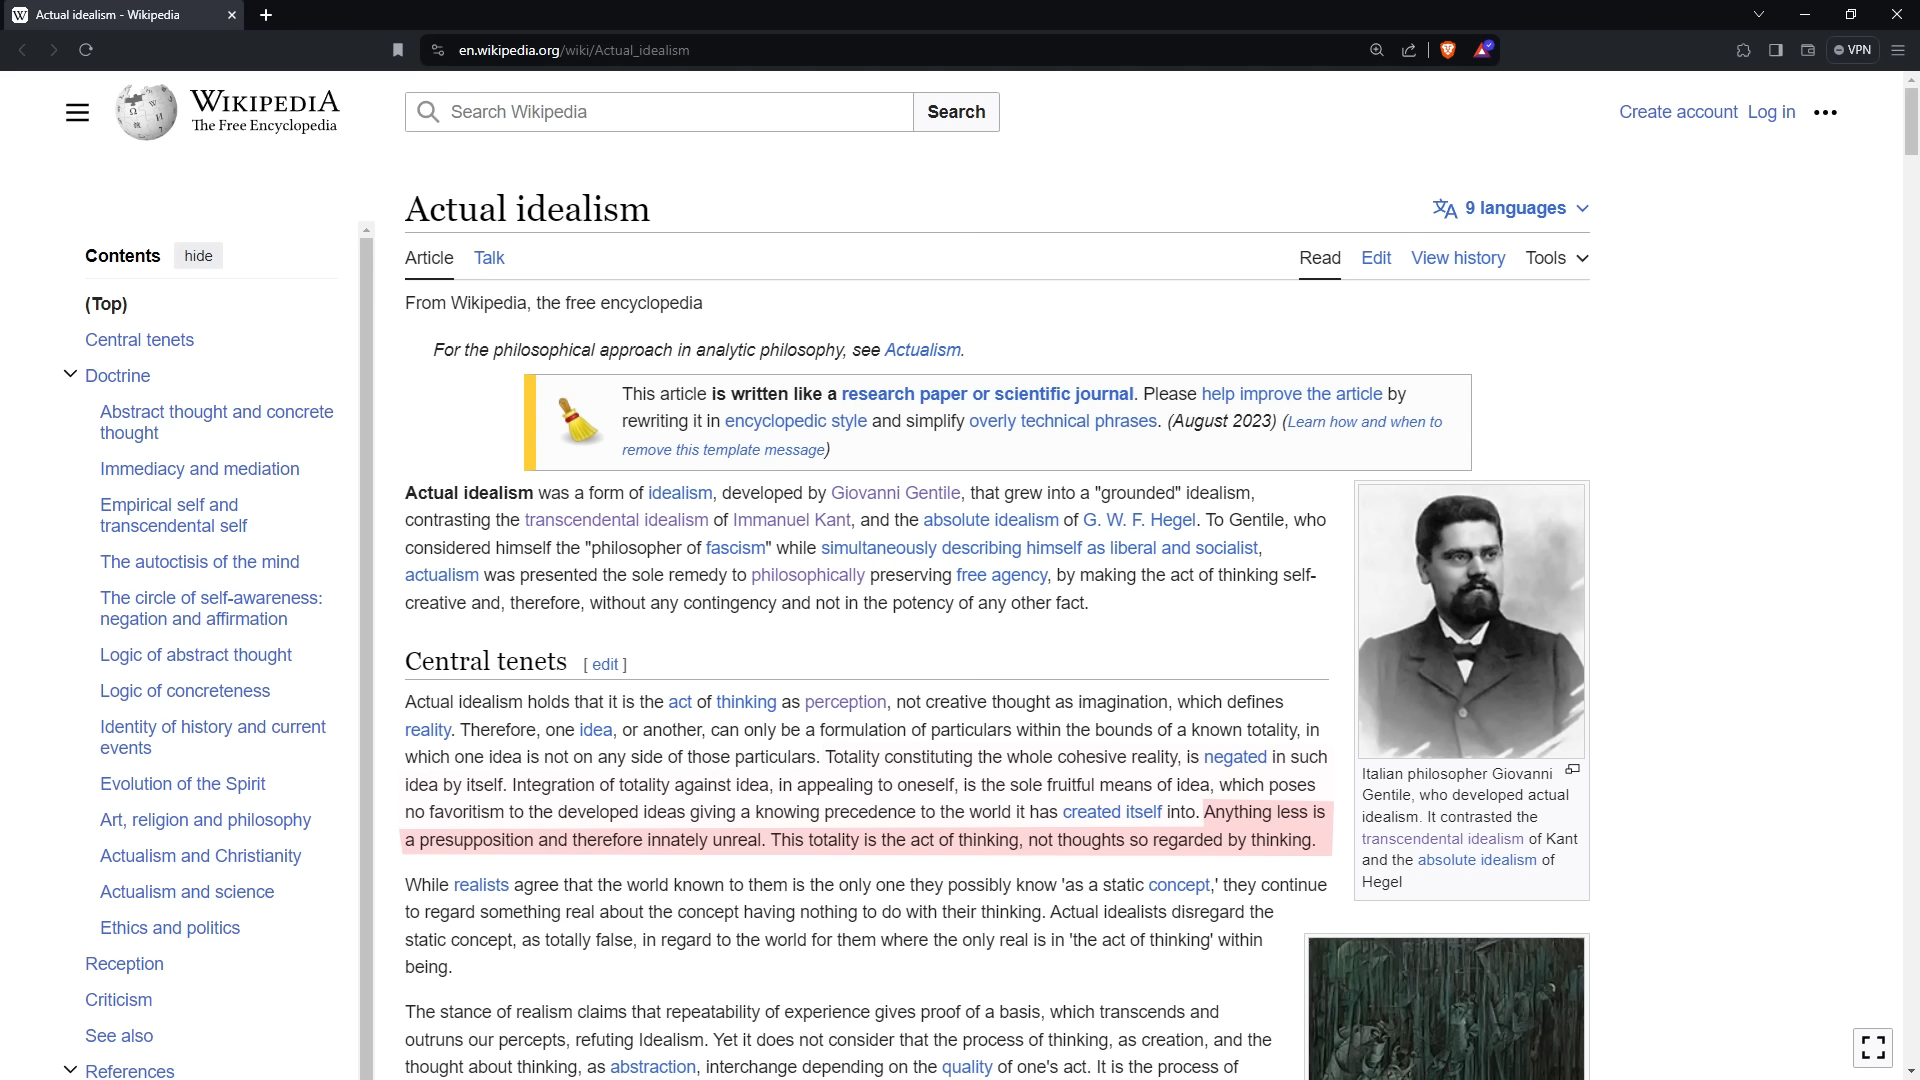 Actual idealism - Wikipedia
en.wikipedia.org/wiki/Actual_idealism
VPN
WIKIPEDIA
The Free Encyclopedia
Search Wikipedia
Search
Create account Log in
Actual idealism
9 languages
Article Talk
Read Edit View history Tools
From Wikipedia, the free encyclopedia
For the philosophical approach in analytic philosophy, see Actualism.
This article is written like a research paper or scientific journal. Please help improve the article by
rewriting it in encyclopedic style and simplify overly technical phrases. (August 2023) (Learn how and when to
remove this template message)
Actual idealism was a form of idealism, developed by Giovanni Gentile, that grew into a "grounded" idealism,
contrasting the transcendental idealism of Immanuel Kant, and the absolute idealism of G. W. F. Hegel. To Gentile, who
considered himself the "philosopher of fascism" while simultaneously describing himself as liberal and socialist,
actualism was presented the sole remedy to philosophically preserving free agency, by making the act of thinking self-
creative and, therefore, without any contingency and not in the potency of any other fact.
Central tenets [ edit ]
Actual idealism holds that it is the act of thinking as perception, not creative thought as imagination, which defines
reality. Therefore, one idea, or another, can only be a formulation of particulars within the bounds of a known totality, in
which one idea is not on any side of those particulars. Totality constituting the whole cohesive reality, is negated in such
idea by itself. Integration of totality against idea, in appealing to oneself, is the sole fruitful means of idea, which poses
no favoritism to the developed ideas giving a knowing precedence to the world it has created itself into. Anything less is
a presupposition and therefore innately unreal. This totality is the act of thinking, not thoughts so regarded by thinking.
While realists agree that the world known to them is the only one they possibly know 'as a static concept,' they continue
to regard something real about the concept having nothing to do with their thinking. Actual idealists disregard the
static concept, as totally false, in regard to the world for them where the only real is in 'the act of thinking' within
being.
The stance of realism claims that repeatability of experience gives proof of a basis, which transcends and
outruns our percepts, refuting Idealism. Yet it does not consider that the process of thinking, as creation, and the
thought about thinking, as abstraction, interchange depending on the quality of one's act. It is the process of
Italian philosopher Giovanni
Gentile, who developed actual
idealism. It contrasted the
transcendental idealism of Kant
and the absolute idealism of
Hegel
Contents hide
(Top)
Central tenets
Doctrine
Abstract thought and concrete
thought
Immediacy and mediation
Empirical self and
transcendental self
The autoctisis of the mind
The circle of self-awareness:
negation and affirmation
Logic of abstract thought
Logic of concreteness
Identity of history and current
events
Evolution of the Spirit
Art, religion and philosophy
Actualism and Christianity
Actualism and science
Ethics and politics
Reception
Criticism
See also
References